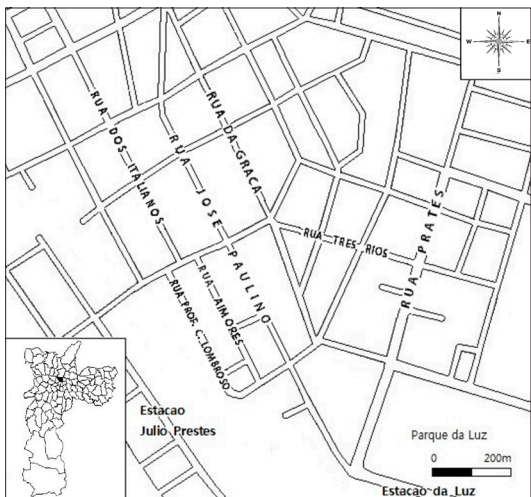 N
W E
S
RUA DOS ITALIANOS
RUA JOSE PAULINO
RUA DA GRACA
RUA TRES RIOS
RUA PRATES
RUA AIMORES
RUA PROF. C. LOMBROSO
Estacao
Julio Prestes
Parque da Luz
0 200m
Estacao da Luz